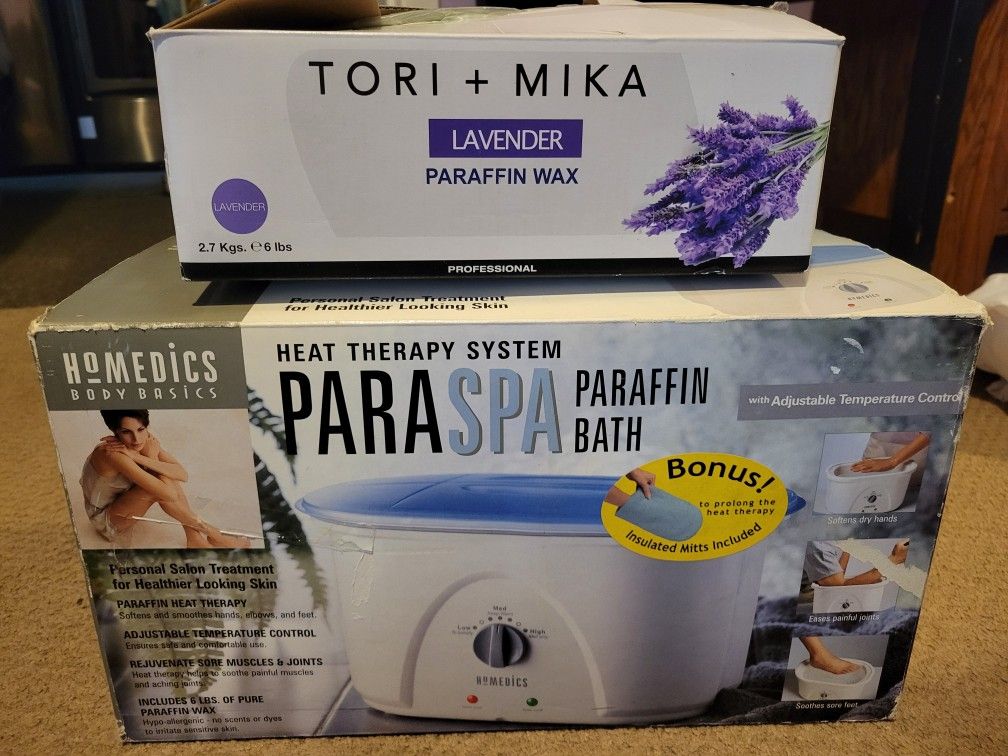 TORI + MIKA
LAVENDER
PARAFFIN WAX
LAVENDER
2.7 Kgs. ℮ 6 lbs
PROFESSIONAL
Personal Salon Treatment
for Healthier Looking Skin
HOMEDICS
HOMEDICS
BODY BASICS
HEAT THERAPY SYSTEM
PARASPA PARAFFIN BATH
with Adjustable Temperature Contro
Bonus!
to prolong the
heat therapy
Insulated Mitts Included
Softens dry hands
Eases painful joints
Soothes sore feet
Personal Salon Treatment
for Healthier Looking Skin
PARAFFIN HEAT THERAPY
Softens and smoothes hands, elbows, and feet.
ADJUSTABLE TEMPERATURE CONTROL
Ensures safe and comfortable use.
REJUVENATE SORE MUSCLES & JOINTS
Heat therapy helps to soothe painful muscles
and aching joints.
INCLUDES 6 LBS. OF PURE
PARAFFIN WAX
Hypo-allergenic - no scents or dyes
to irritate sensitive skin.
Med
Low
High
HOMEDICS